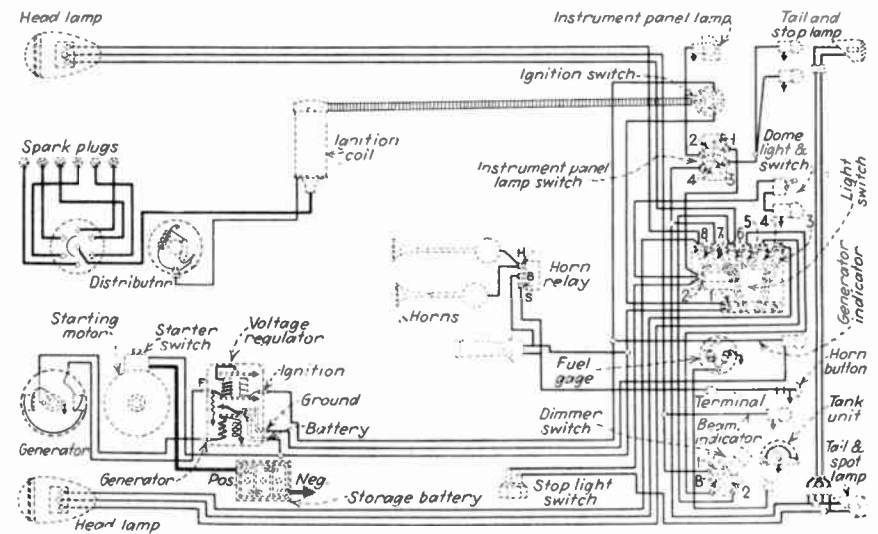 Head lamp
Instrument panel lamp
Tail and
stop lamp
Ignition switch
Ignition
coil
Spark plugs
2
1
4
3
Instrument panel
lamp switch
Dome
light &
switch
Light
switch
8 7 6 5 4 3
2
Distributor
H
B
S
Horn
relay
Horns
Generator
indicator
Starting
motor
Starter
switch
Voltage
regulator
F
Ignition
Ground
Battery
Generator
Generator
Fuel
gage
Horn
button
Terminal
Dimmer
switch
Beam
indicator
Tank
unit
Pos.
Neg.
Storage battery
Stop light
switch
B
2
Tail &
spot
lamp
Head lamp